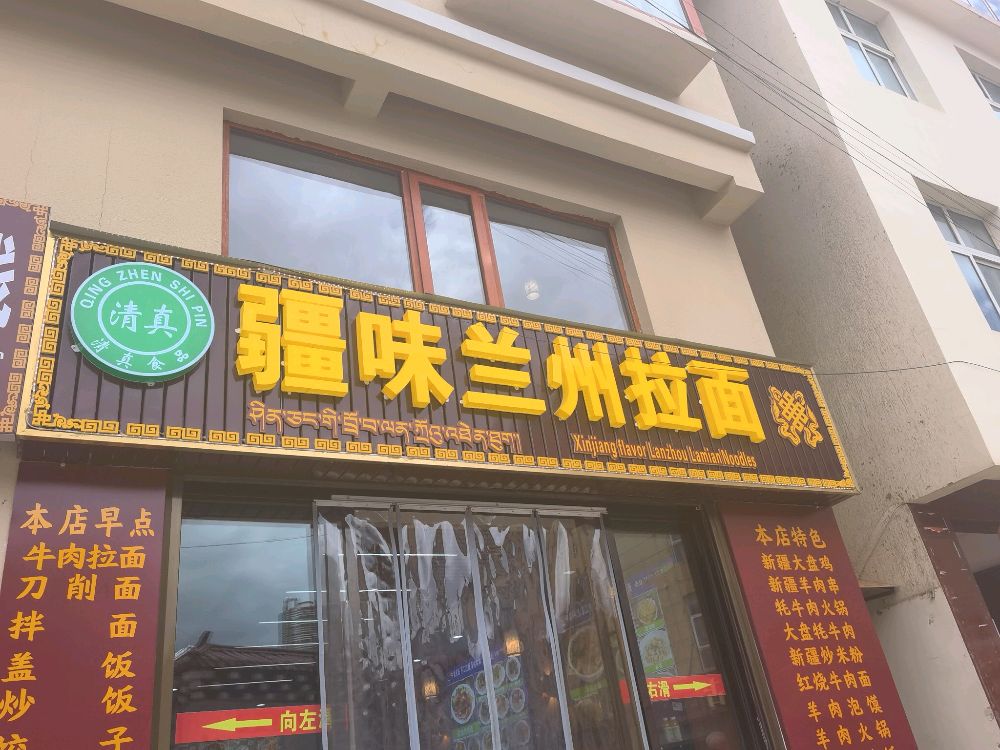 QING ZHEN SHI PIN
清真
清真食品
疆味兰州拉面
Xinjiang flavor Lanzhou Lamian Noodles
本店早点
牛肉拉面
刀削面
拌面
盖饭
炒饭
饺子
本店特色
新疆大盘鸡
新疆羊肉串
牦牛肉火锅
大盘牦牛肉
新疆炒米粉
红烧牛肉面
羊肉泡馍
羊肉火锅
向左滑
右滑